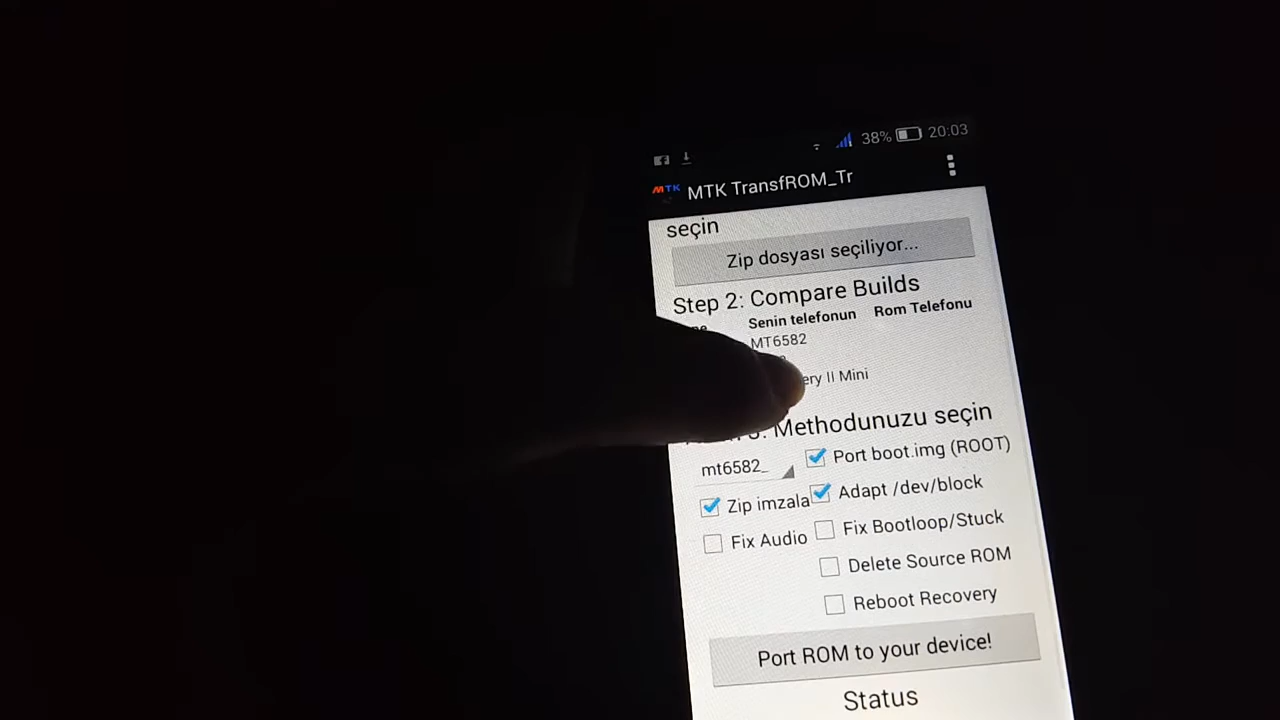 38% 20:03
MTK MTK TransfROM_Tr
seçin
Zip dosyası seçiliyor...
Step 2: Compare Builds
Senin telefonun Rom Telefonu
MT6582
II Mini
Methodunuzu seçin
mt6582_ Port boot.img (ROOT)
Zip imzala Adapt /dev/block
Fix Audio Fix Bootloop/Stuck
Delete Source ROM
Reboot Recovery
Port ROM to your device!
Status